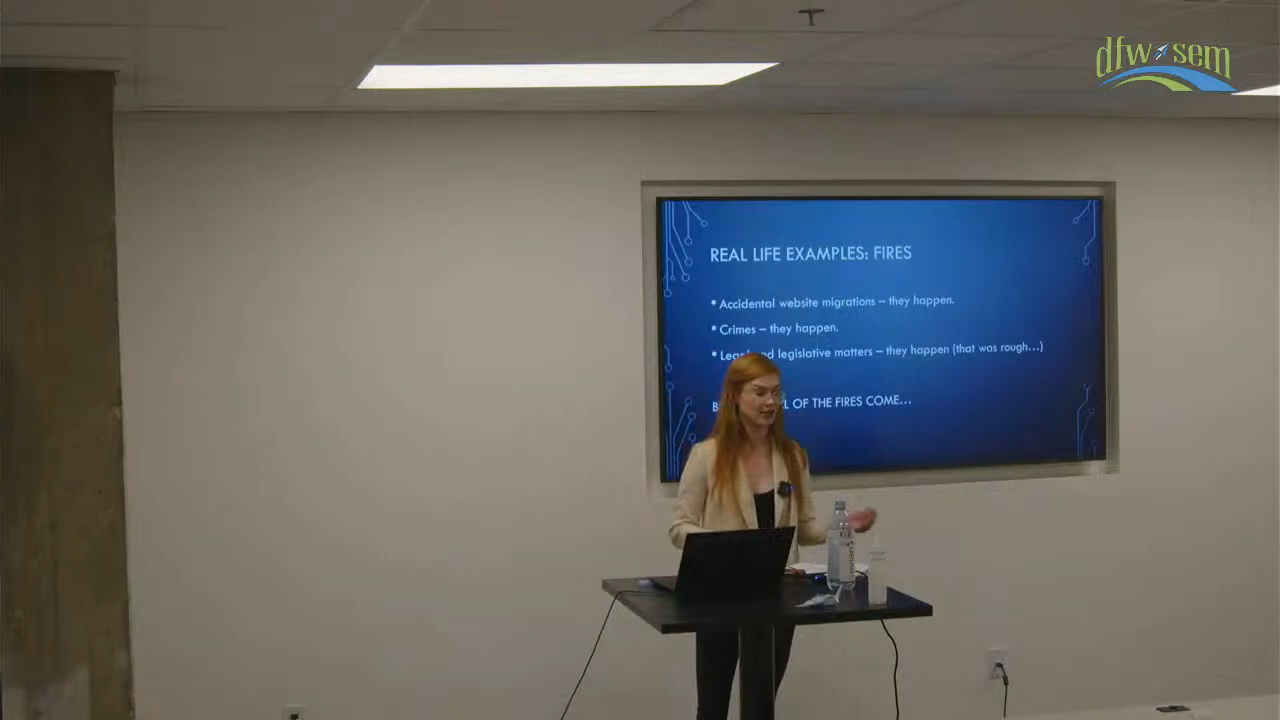 dfw sem
REAL LIFE EXAMPLES: FIRES
• Accidental website migrations – they happen.
• Crimes – they happen.
• legislative matters – they happen (that was rough...)
OF THE FIRES COME...